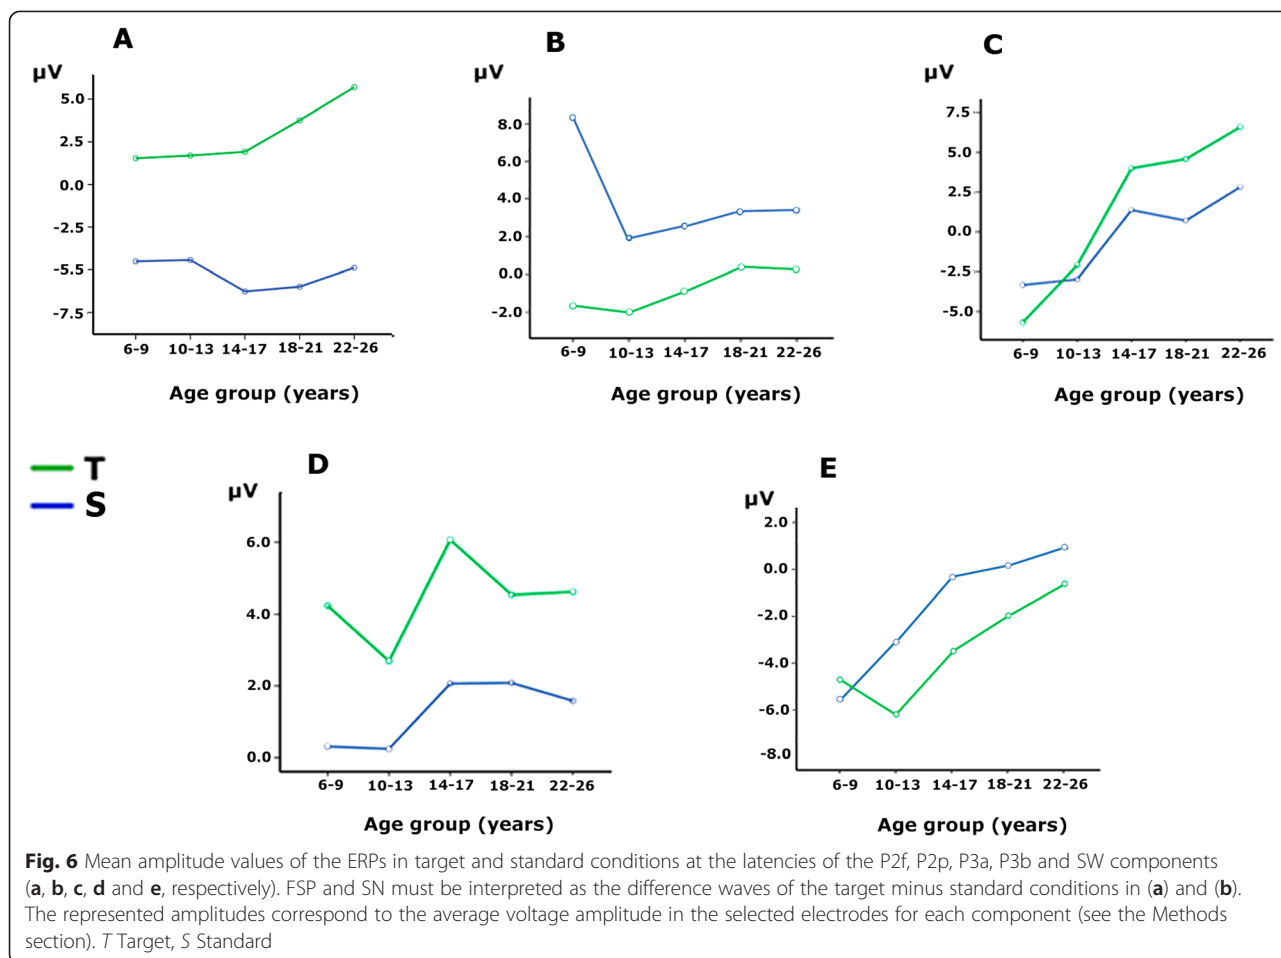 A
µV
5.0
2.5
0.0
-2.5
-5.5
-7.5
6-9 10-13 14-17 18-21 22-26
Age group (years)
B
µV
8.0
6.0
4.0
2.0
0.0
-2.0
6-9 10-13 14-17 18-21 22-26
Age group (years)
C
µV
7.5
5.0
2.5
0.0
-2.5
-5.0
6-9 10-13 14-17 18-21 22-26
Age group (years)
T
S
D
µV
6.0
4.0
2.0
0.0
6-9 10-13 14-17 18-21 22-26
Age group (years)
E
µV
2.0
0.0
-2.0
-4.0
-6.0
-8.0
6-9 10-13 14-17 18-21 22-26
Age group (years)
Fig. 6 Mean amplitude values of the ERPs in target and standard conditions at the latencies of the P2f, P2p, P3a, P3b and SW components
(a, b, c, d and e, respectively). FSP and SN must be interpreted as the difference waves of the target minus standard conditions in (a) and (b).
The represented amplitudes correspond to the average voltage amplitude in the selected electrodes for each component (see the Methods
section). T Target, S Standard